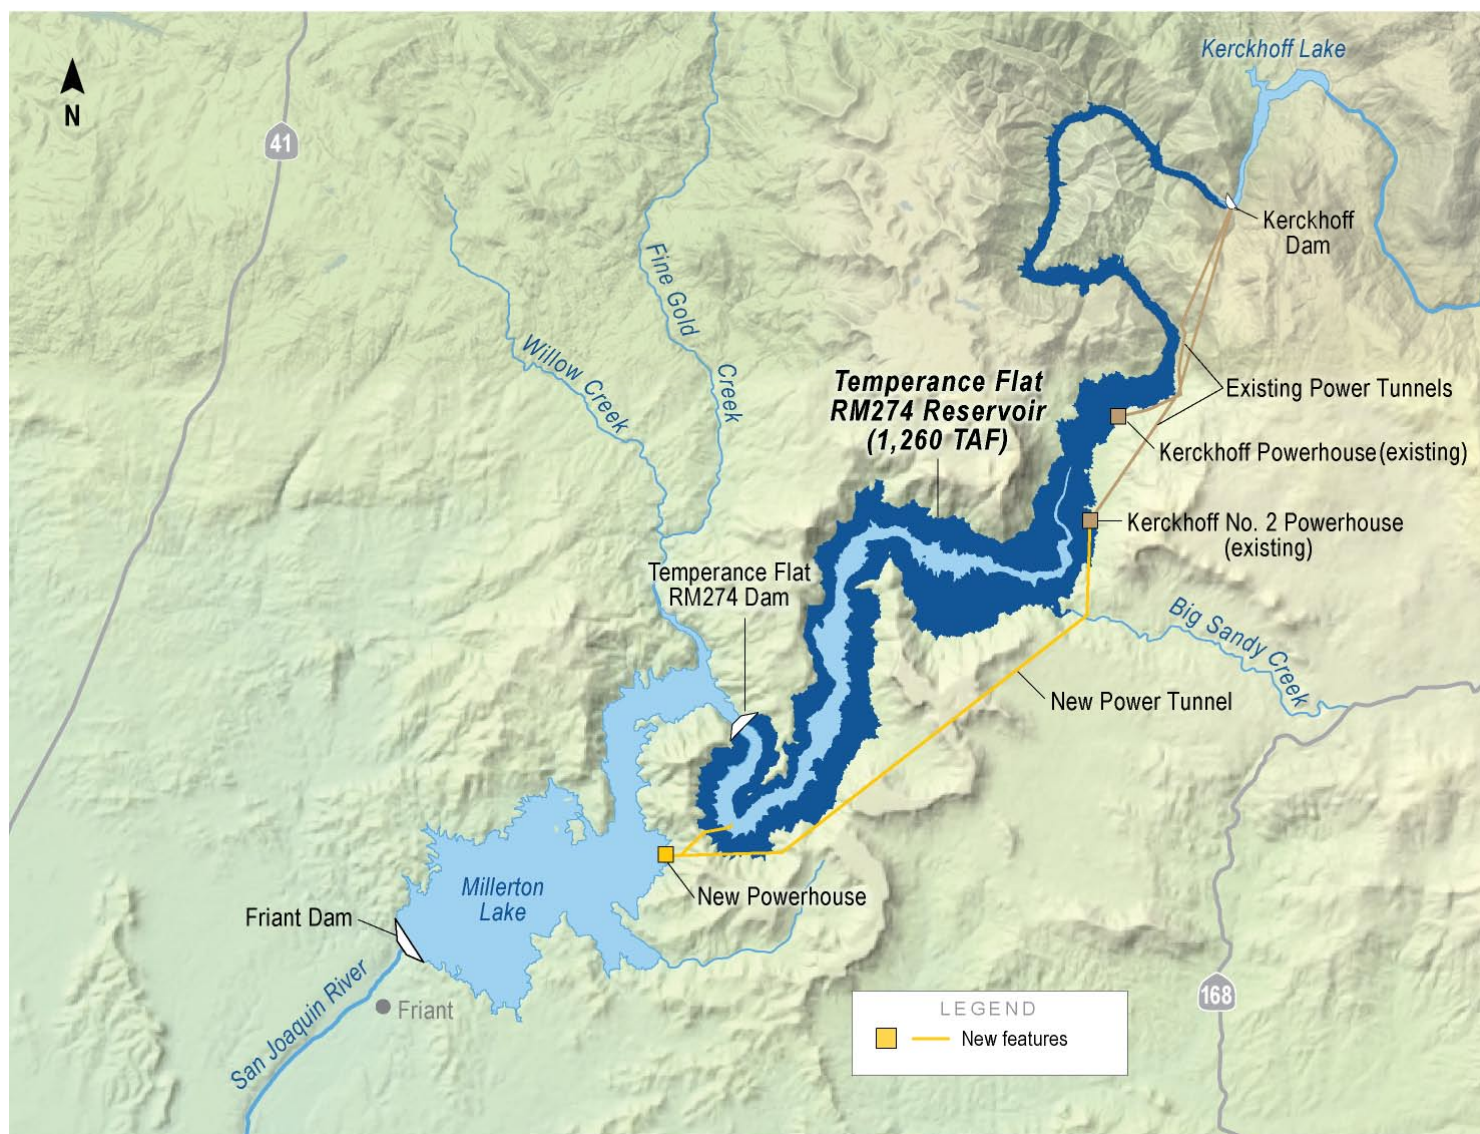 Kerckhoff Lake
N
41
Kerckhoff
Dam
Fine Gold
Creek
Willow Creek
Temperance Flat
RM274 Reservoir
(1,260 TAF)
Existing Power Tunnels
Kerckhoff Powerhouse (existing)
Kerckhoff No. 2 Powerhouse
(existing)
Temperance Flat
RM274 Dam
Big Sandy Creek
New Power Tunnel
Millerton
Lake
New Powerhouse
Friant Dam
San Joaquin River
Friant
168
LEGEND
New features